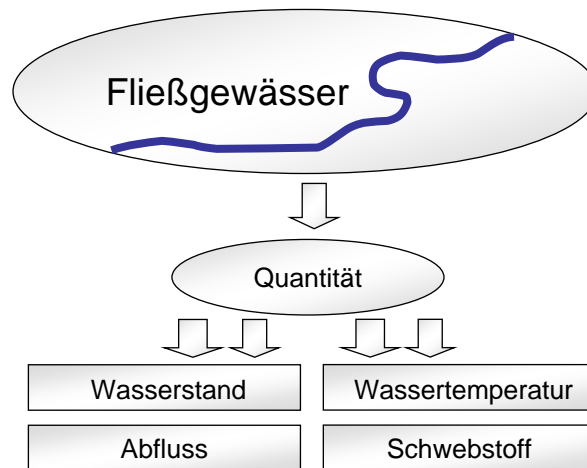 Fließgewässer
Quantität
Wasserstand
Wassertemperatur
Abfluss
Schwebstoff